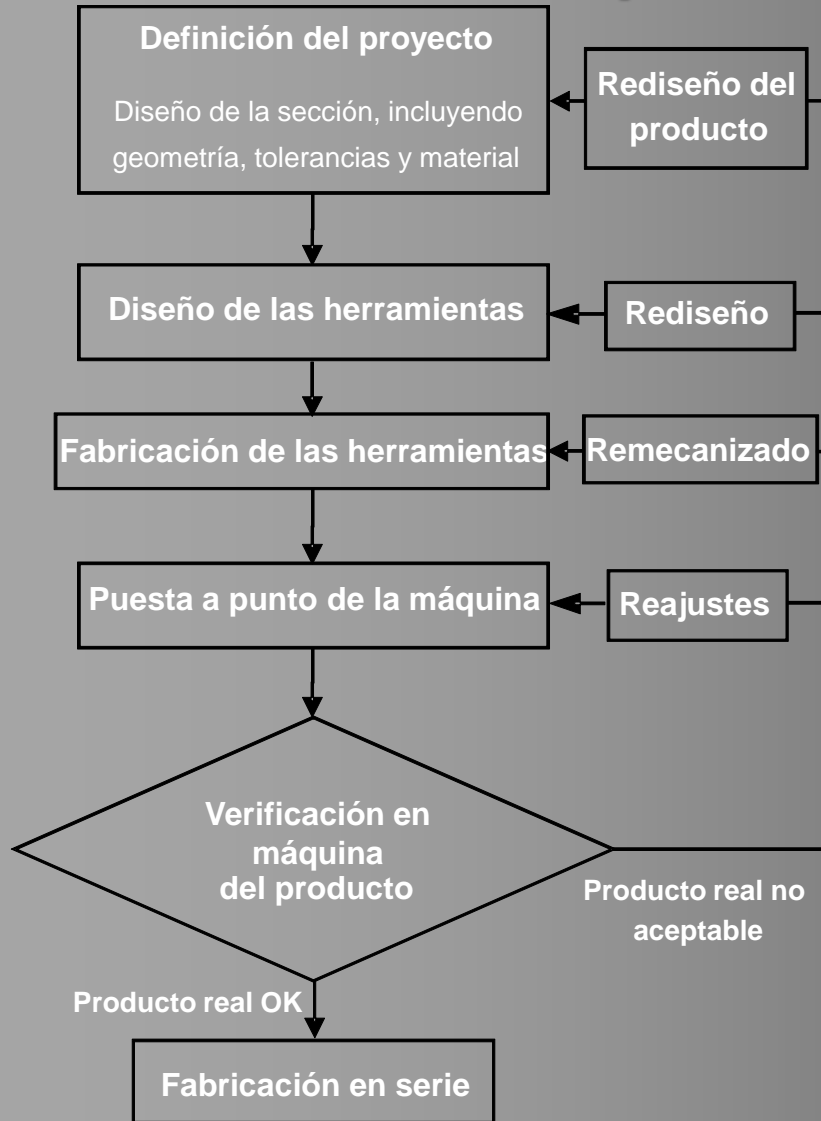 Definición del proyecto
Diseño de la sección, incluyendo
geometría, tolerancias y material
Rediseño del
producto
Diseño de las herramientas
Rediseño
Fabricación de las herramientas
Remecanizado
Puesta a punto de la máquina
Reajustes
Verificación en
máquina
del producto
Producto real no
aceptable
Producto real OK
Fabricación en serie